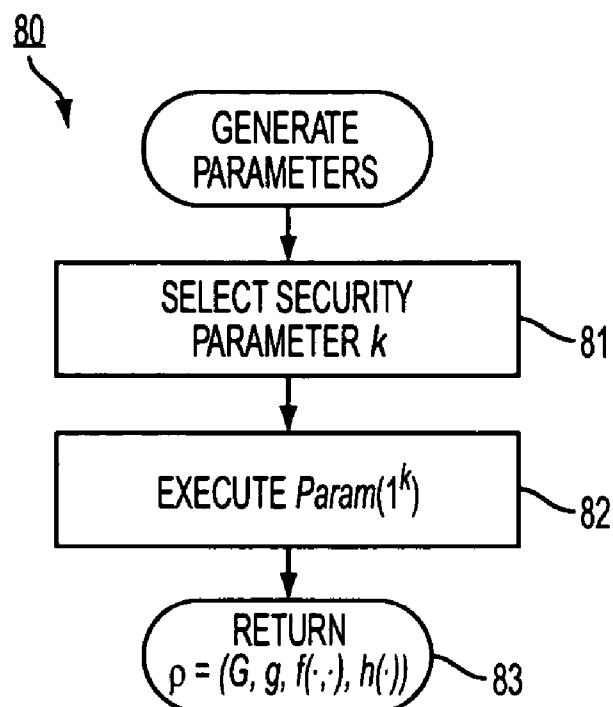 80
GENERATE
PARAMETERS
SELECT SECURITY
PARAMETER k
81
EXECUTE Param(1^k)
82
RETURN
ρ = (G, g, f(·,·), h(·))
83